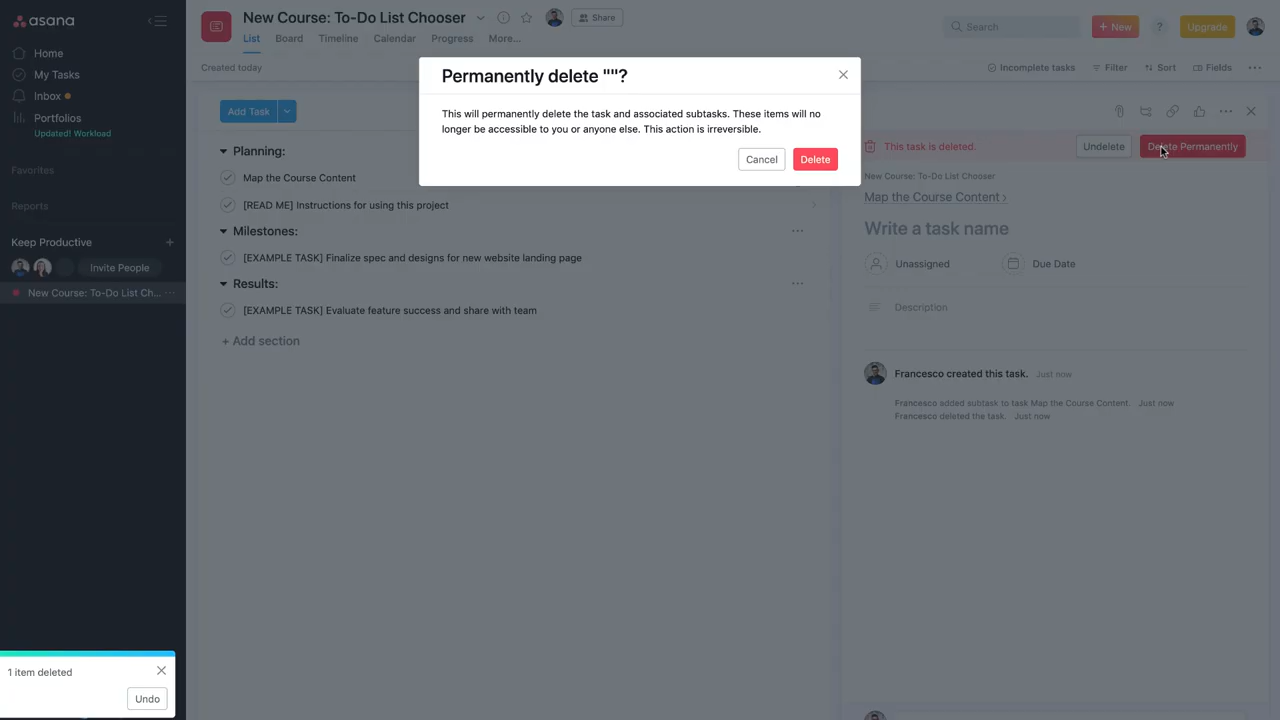 asana
Home
My Tasks
Inbox
Portfolios
Updated! Workload
Favorites
Reports
Keep Productive
+
Invite People
New Course: To-Do List Ch...
New Course: To-Do List Chooser
Share
List
Board
Timeline
Calendar
Progress
More...
Search
+ New
?
Upgrade
Created today
Incomplete tasks
Filter
Sort
Fields
Permanently delete ""?
This will permanently delete the task and associated subtasks. These items will no
longer be accessible to you or anyone else. This action is irreversible.
Cancel
Delete
Add Task
Planning:
Map the Course Content
[READ ME] Instructions for using this project
Milestones:
[EXAMPLE TASK] Finalize spec and designs for new website landing page
Results:
[EXAMPLE TASK] Evaluate feature success and share with team
+ Add section
This task is deleted.
Undelete
Delete Permanently
New Course: To-Do List Chooser
Map the Course Content ›
Write a task name
Unassigned
Due Date
Description
Francesco created this task. Just now
Francesco added subtask to task Map the Course Content. Just now
Francesco deleted the task. Just now
1 item deleted
Undo